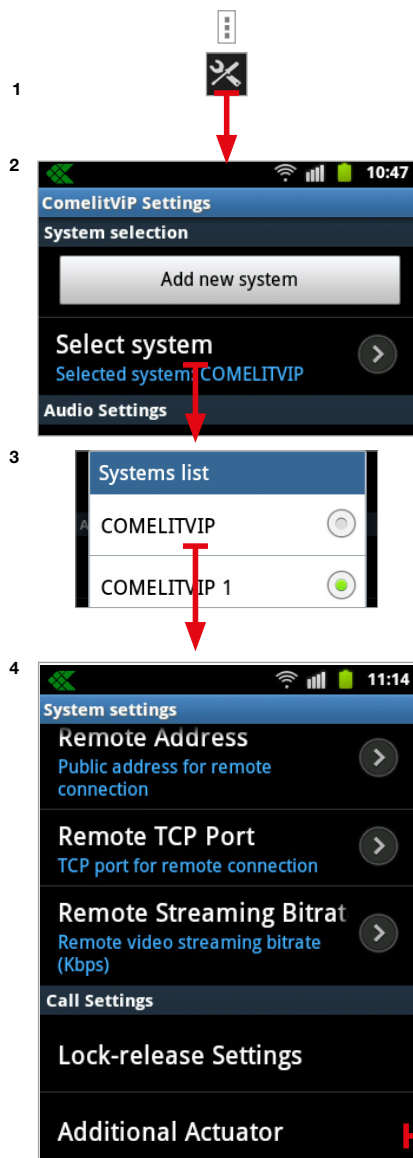 1
2
10:47
ComelitViP Settings
System selection
Add new system
Select system
Selected system: COMELITVIP
Audio Settings
3
Systems list
A
COMELITVIP
COMELITVIP 1
4
11:14
System settings
Remote Address
Public address for remote
connection
Remote TCP Port
TCP port for remote connection
Remote Streaming Bitrat
Remote video streaming bitrate
(Kbps)
Call Settings
Lock-release Settings
Additional Actuator